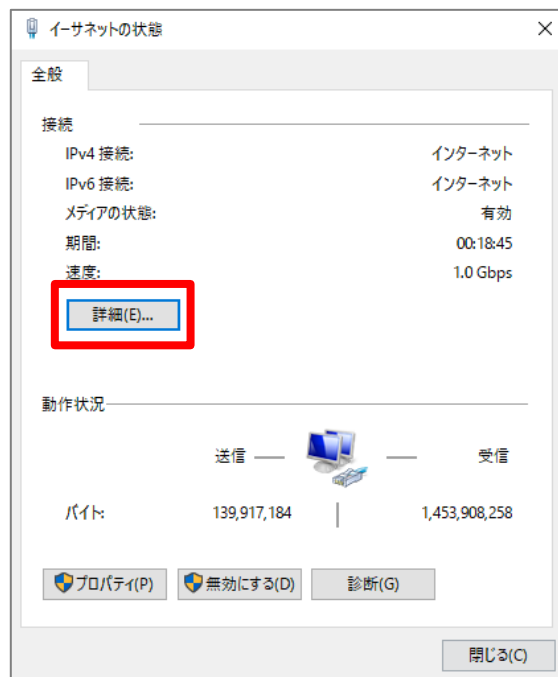 イーサネットの状態
全般
接続
IPv4 接続: インターネット
IPv6 接続: インターネット
メディアの状態: 有効
期間: 00:18:45
速度: 1.0 Gbps
詳細(E)...
動作状況
送信 受信
バイト: 139,917,184 1,453,908,258
プロパティ(P) 無効にする(D) 診断(G)
閉じる(C)